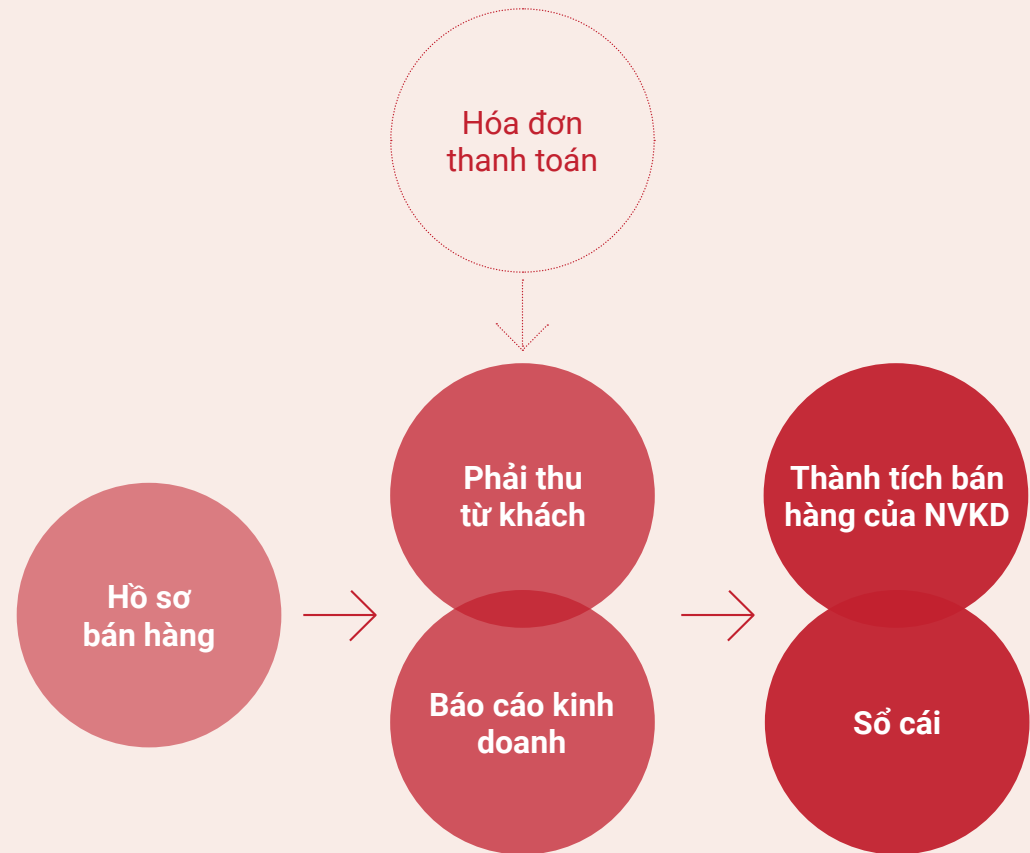 Hóa đơn
thanh toán
Phải thu
từ khách
Thành tích bán
hàng của NVKD
Hồ sơ
bán hàng
Báo cáo kinh
doanh
Sổ cái